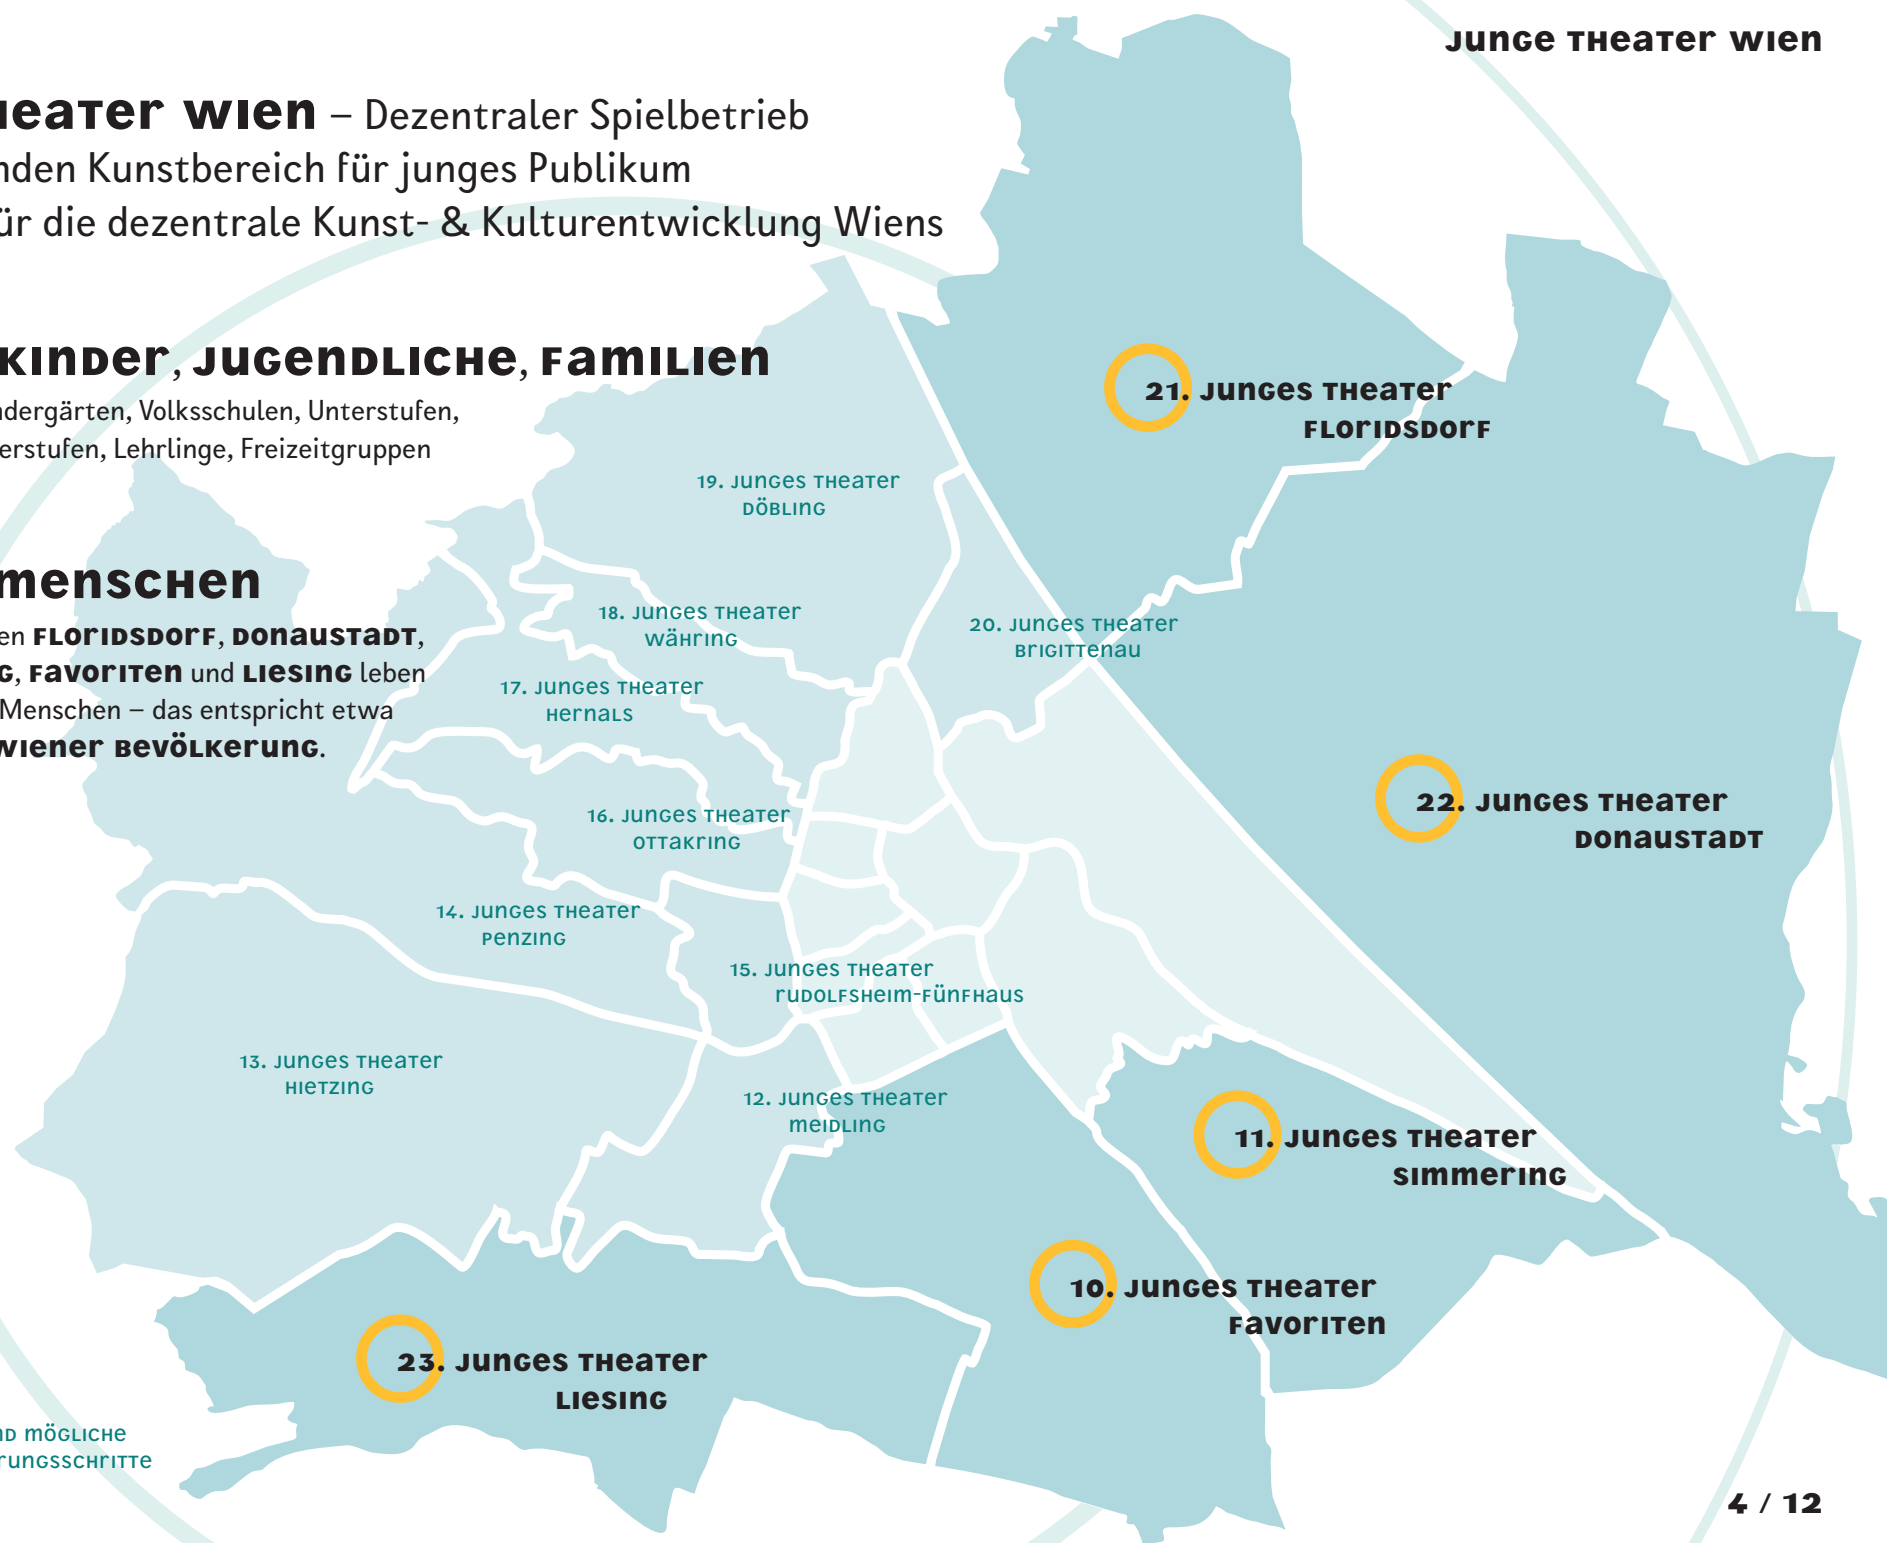 Junge Theater Wien
heater Wien – Dezentraler Spielbetrieb
nden Kunstbereich für junges Publikum
ür die dezentrale Kunst- & Kulturentwicklung Wiens
Kinder, Jugendliche, Familien
dergärten, Volksschulen, Unterstufen,
erstufen, Lehrlinge, Freizeitgruppen
Menschen
en Floridsdorf, Donaustadt,
g, Favoriten und Liesing leben
Menschen – das entspricht etwa
Wiener Bevölkerung.
21. Junges Theater
Floridsdorf
19. Junges Theater
Döbling
18. Junges Theater
Währing
20. Junges Theater
Brigittenau
17. Junges Theater
Hernals
22. Junges Theater
Donaustadt
16. Junges Theater
Ottakring
14. Junges Theater
Penzing
15. Junges Theater
Rudolfsheim-Fünfhaus
13. Junges Theater
Hietzing
12. Junges Theater
Meidling
11. Junges Theater
Simmering
10. Junges Theater
Favoriten
23. Junges Theater
Liesing
nd mögliche
rungsschritte
4 / 12